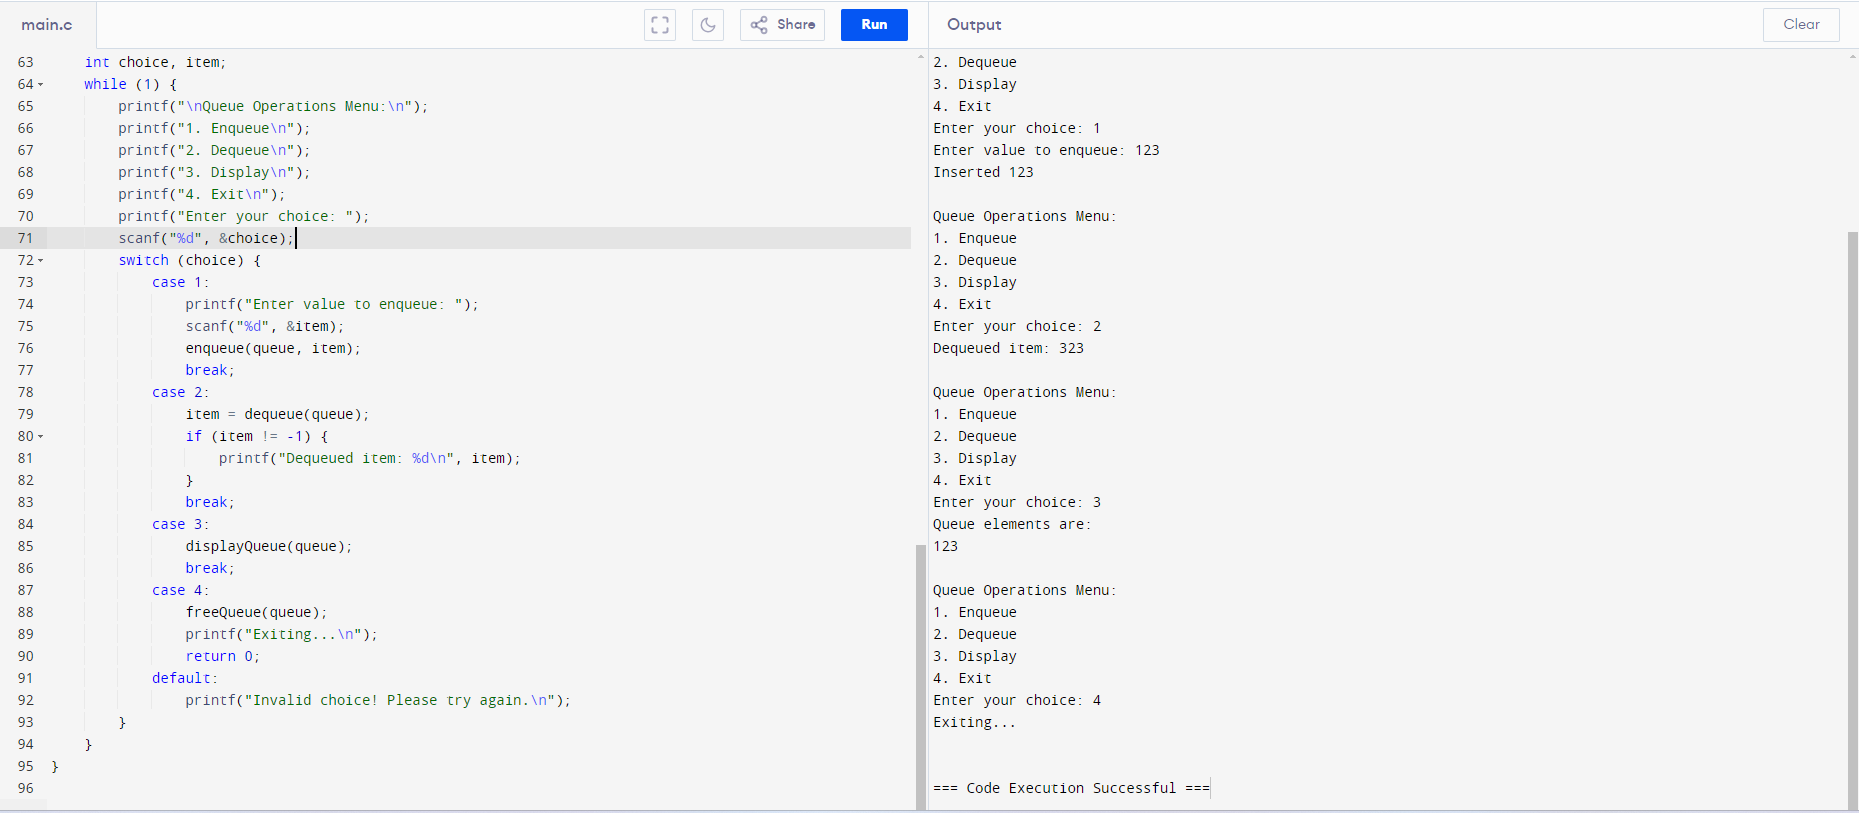 main.c
Share
Run
63 int choice, item;
64 while (1) {
65 printf("\nQueue Operations Menu:\n");
66 printf("1. Enqueue\n");
67 printf("2. Dequeue\n");
68 printf("3. Display\n");
69 printf("4. Exit\n");
70 printf("Enter your choice: ");
71 scanf("%d", &choice);
72 switch (choice) {
73 case 1:
74 printf("Enter value to enqueue: ");
75 scanf("%d", &item);
76 enqueue(queue, item);
77 break;
78 case 2:
79 item = dequeue(queue);
80 if (item != -1) {
81 printf("Dequeued item: %d\n", item);
82 }
83 break;
84 case 3:
85 displayQueue(queue);
86 break;
87 case 4:
88 freeQueue(queue);
89 printf("Exiting...\n");
90 return 0;
91 default:
92 printf("Invalid choice! Please try again.\n");
93 }
94 }
95 }
96
Output
Clear
2. Dequeue
3. Display
4. Exit
Enter your choice: 1
Enter value to enqueue: 123
Inserted 123
Queue Operations Menu:
1. Enqueue
2. Dequeue
3. Display
4. Exit
Enter your choice: 2
Dequeued item: 323
Queue Operations Menu:
1. Enqueue
2. Dequeue
3. Display
4. Exit
Enter your choice: 3
Queue elements are:
123
Queue Operations Menu:
1. Enqueue
2. Dequeue
3. Display
4. Exit
Enter your choice: 4
Exiting...
=== Code Execution Successful ===